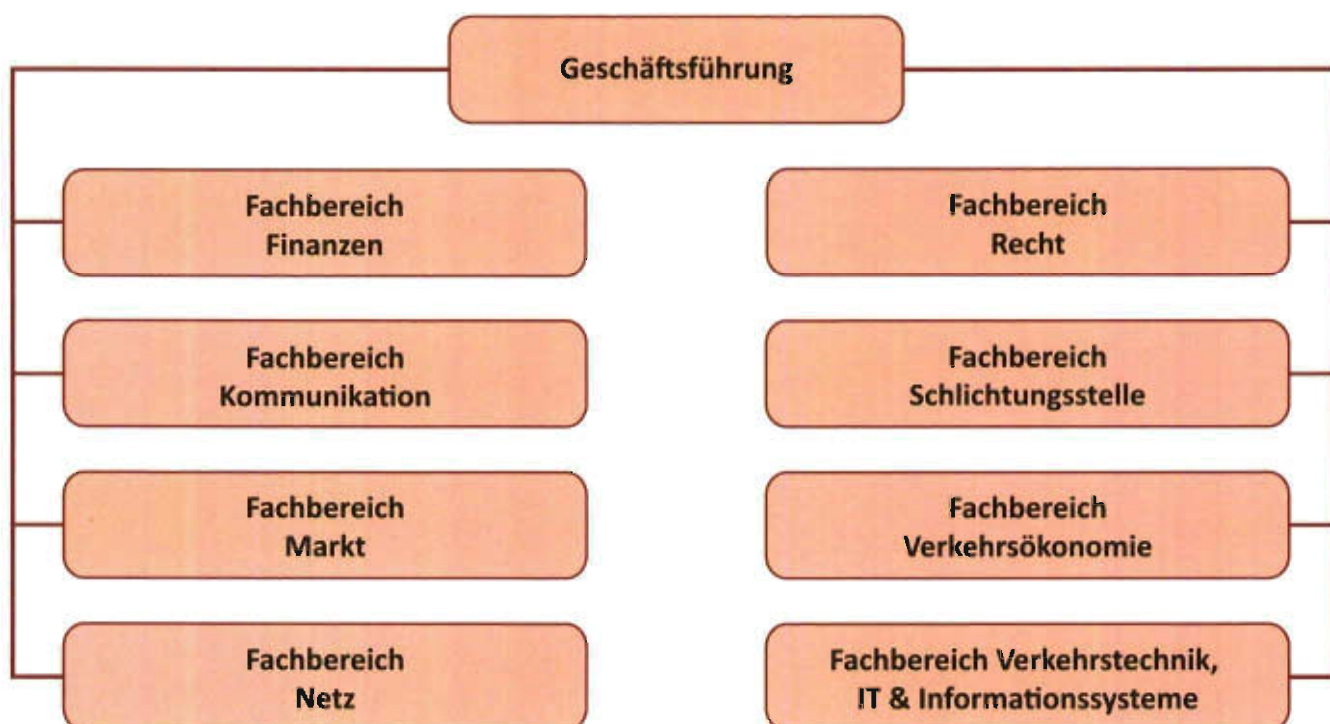 Geschäftsführung
Fachbereich
Finanzen
Fachbereich
Kommunikation
Fachbereich
Markt
Fachbereich
Netz
Fachbereich
Recht
Fachbereich
Schlichtungsstelle
Fachbereich
Verkehrsökonomie
Fachbereich Verkehrstechnik,
IT & Informationssysteme